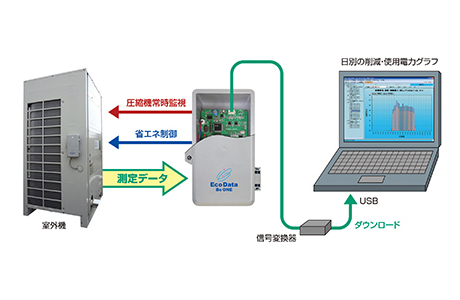 日別の削減・使用電力グラフ
圧縮機常時監視
省エネ制御
測定データ
EcoData
Be ONE
室外機
信号変換器
USB
ダウンロード